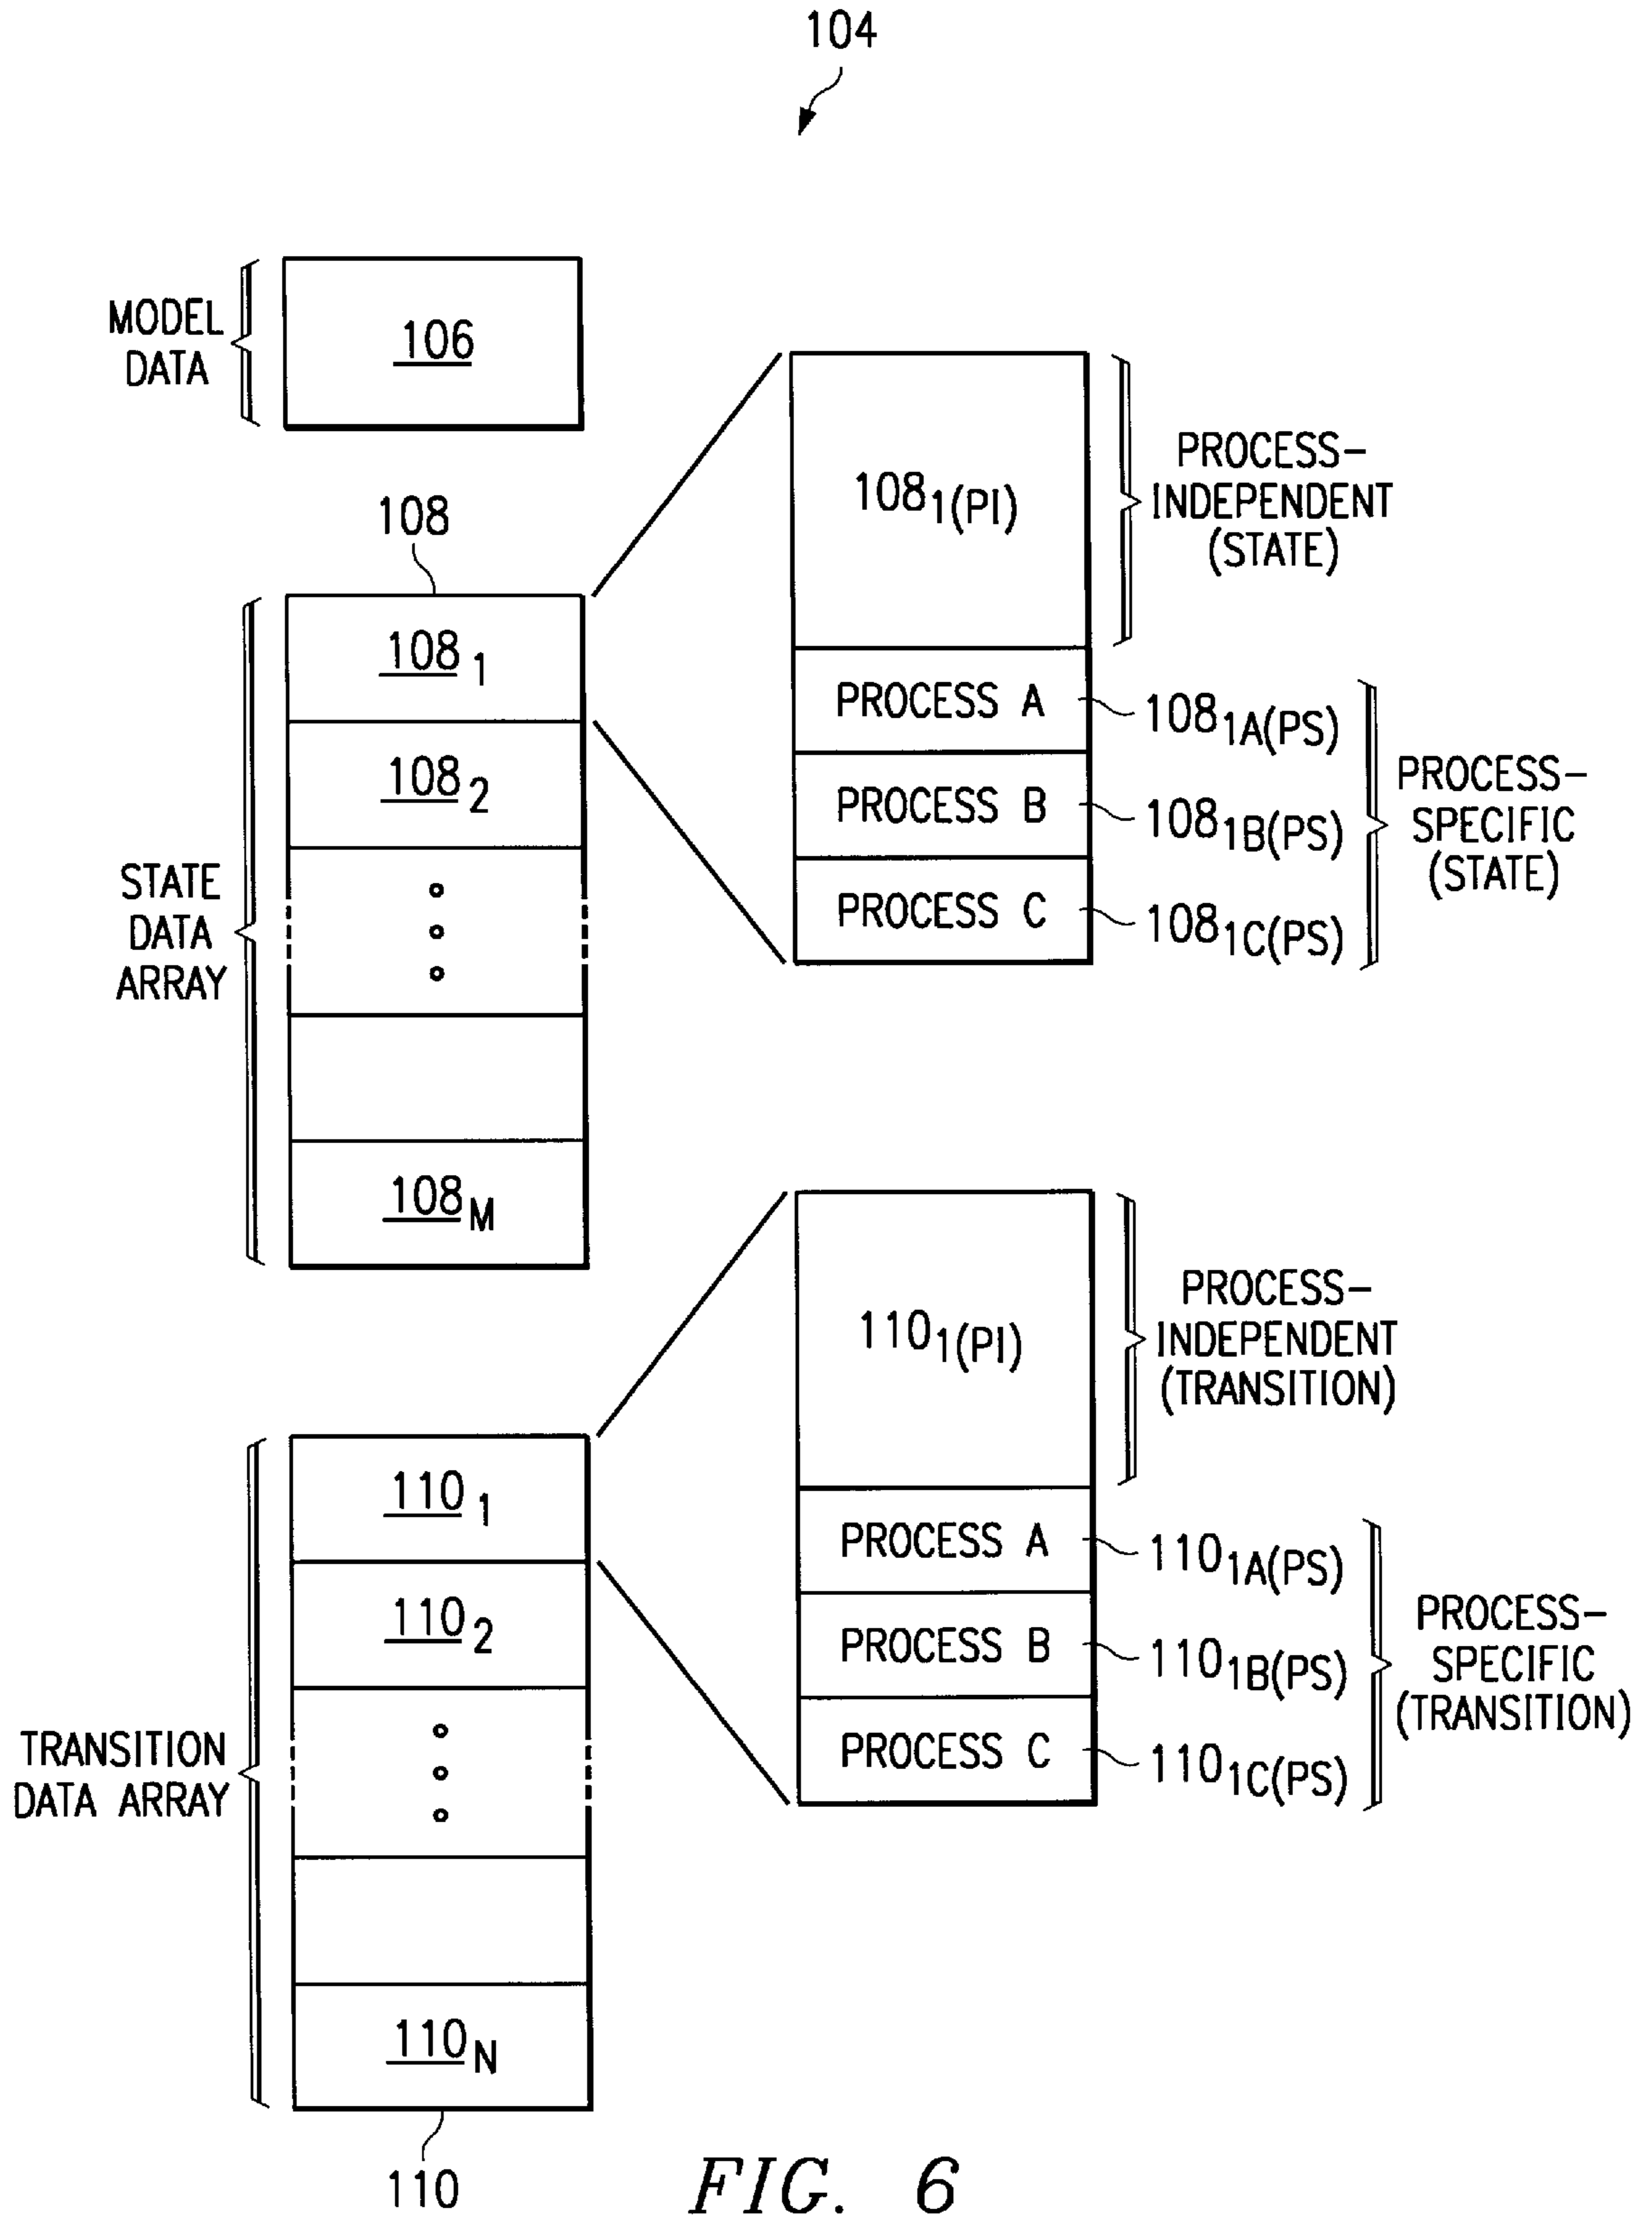 104
MODEL
DATA
106
108
STATE
DATA
ARRAY
108 1
108 2
108 M
108 1(PI)
PROCESS-
INDEPENDENT
(STATE)
PROCESS A
108 1A(PS)
PROCESS B
108 1B(PS)
PROCESS C
108 1C(PS)
PROCESS-
SPECIFIC
(STATE)
TRANSITION
DATA ARRAY
110 1
110 2
110 N
110
110 1(PI)
PROCESS-
INDEPENDENT
(TRANSITION)
PROCESS A
110 1A(PS)
PROCESS B
110 1B(PS)
PROCESS C
110 1C(PS)
PROCESS-
SPECIFIC
(TRANSITION)
FIG. 6